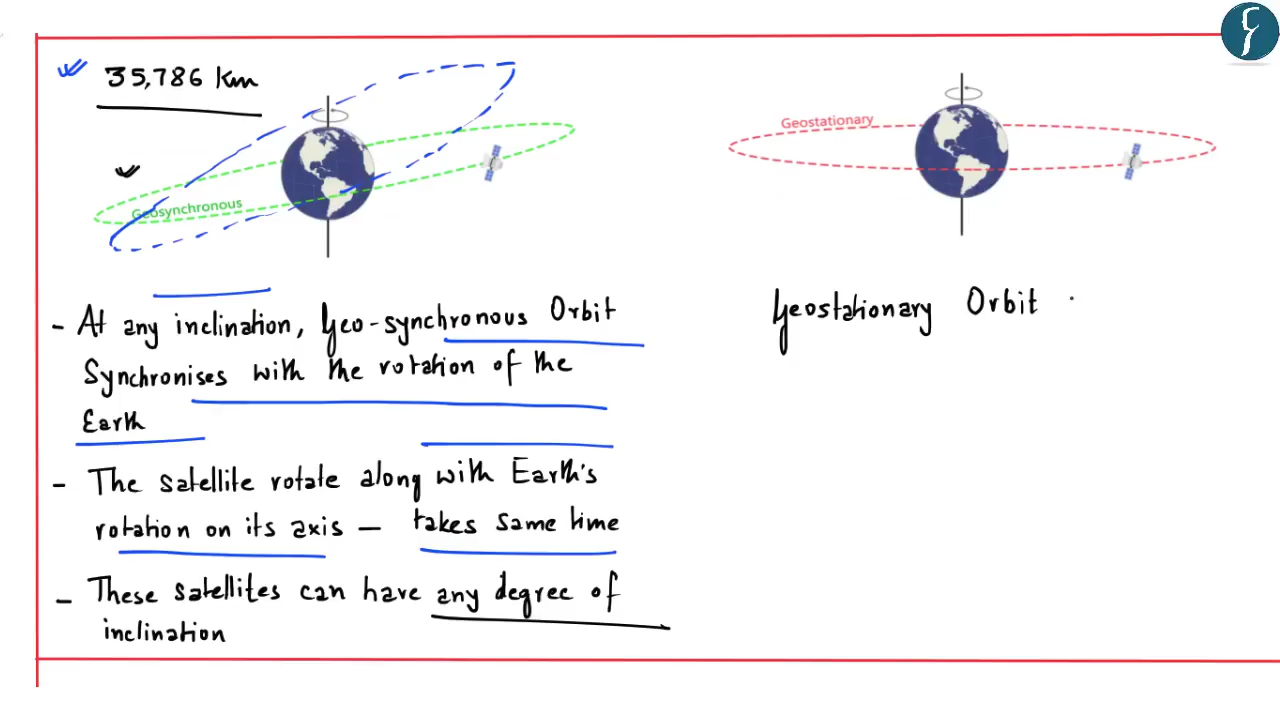 35,786 Km
Geosynchronous
- At any inclination, Geo-synchronous Orbit
Synchronises with the rotation of the
Earth
- The satellite rotate along with Earth's
rotation on its axis – takes same time
- These satellites can have any degree of
inclination
Geostationary
Geostationary Orbit